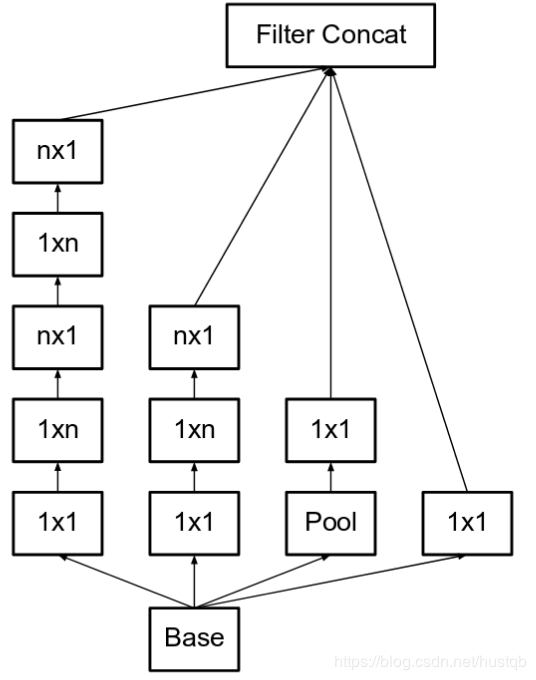 Filter Concat
nx1
1xn
nx1
nx1
1xn
1xn
1x1
1x1
1x1
Pool
1x1
Base
https://blog.csdn.net/hustqb